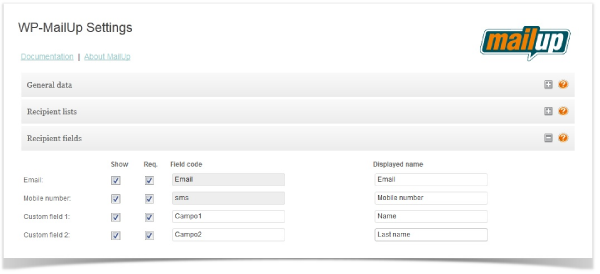 WP-MailUp Settings
mailup
Documentation | About MailUp
General data
Recipient lists
Recipient fields
Show Req. Field code Displayed name
Email: Email Email
Mobile number: sms Mobile number
Custom field 1: Campo1 Name
Custom field 2: Campo2 Last name